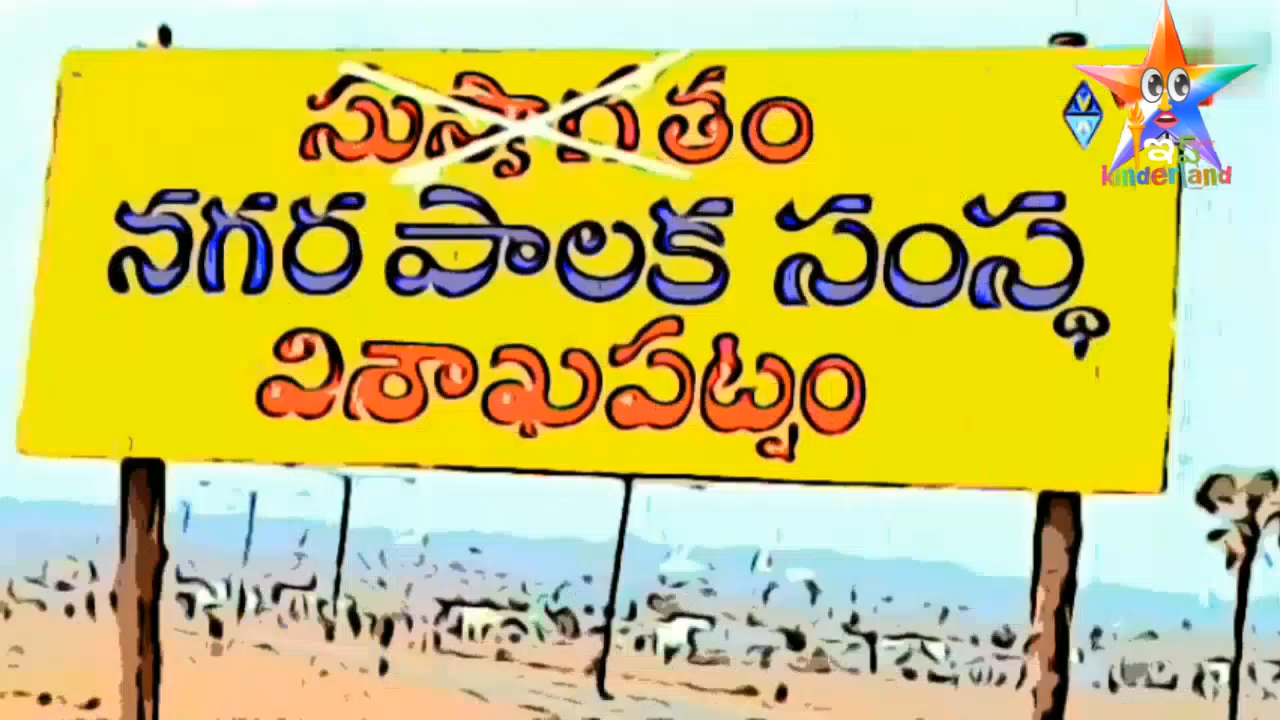 సుస్వాగతం
నగర పాలక సంస్థ
విశాఖపట్నం
kinderland